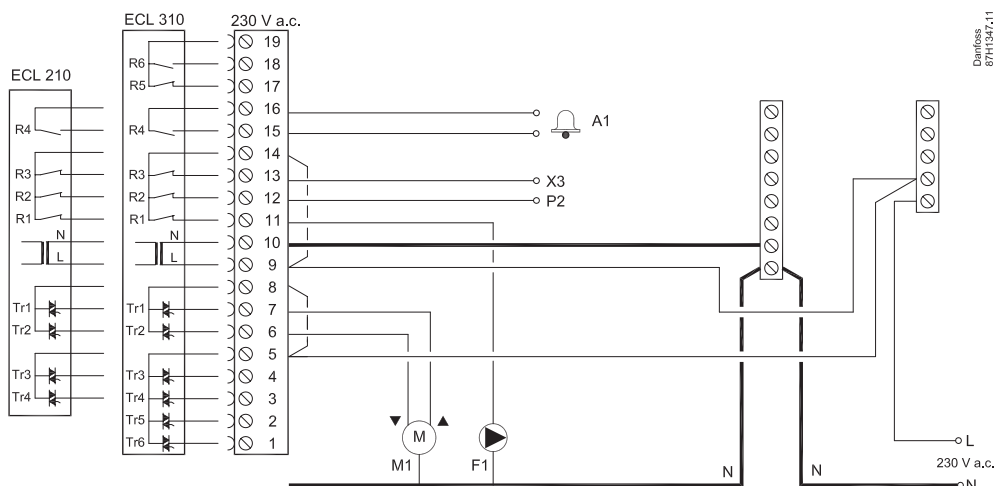 ECL 310
230 V a.c.
Danfoss
87H1347.11
ECL 210
19
R6
18
R5
17
16
A1
R4
R4
15
14
R3
R3
13
X3
R2
R2
12
P2
R1
R1
11
N
N
10
L
L
9
8
Tr1
Tr1
7
Tr2
Tr2
6
5
Tr3
Tr3
4
Tr4
Tr4
3
Tr5
2
Tr6
1
M
M1
F1
L
230 V a.c.
N
N
N